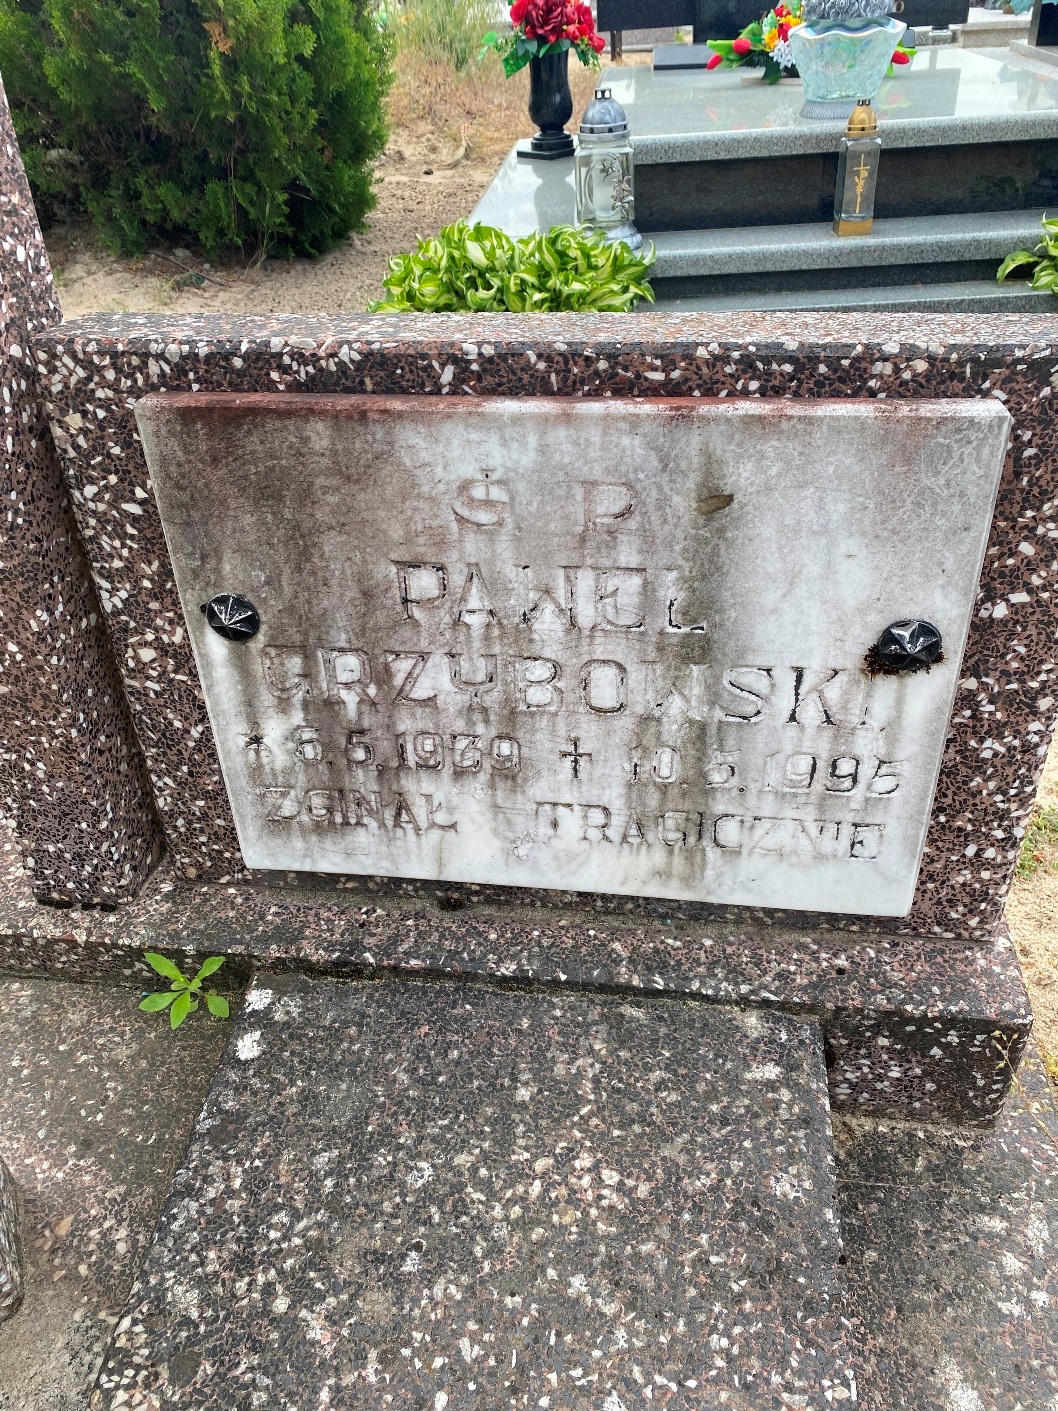 Ś P
PAWEŁ
GRZYBOWSKI
* 6.5.1939 † 10.5.1995
ZGINĄŁ TRAGICZNIE